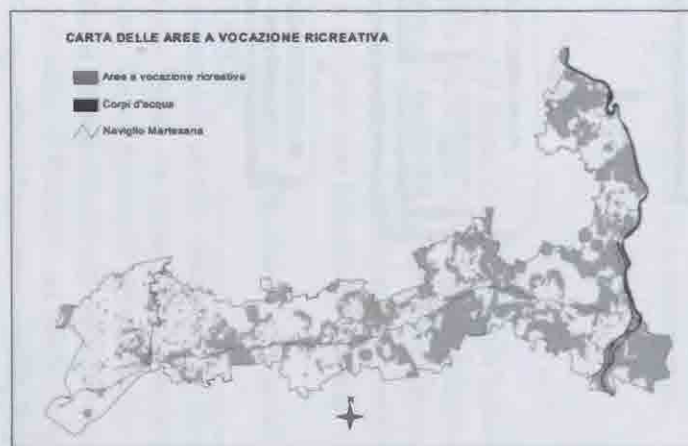 CARTA DELLE AREE A VOCAZIONE RICREATIVA
Aree a vocazione ricreativa
Corpi d'acqua
Naviglio Martesana
N